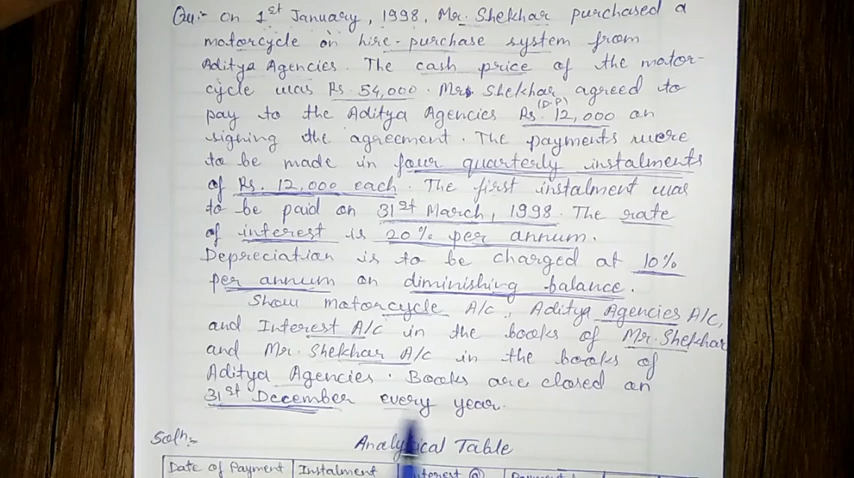 Qu:- On 1st January, 1998, Mr. Shekhar purchased a
motorcycle on hire-purchase system from
Aditya Agencies. The cash price of the motor-
cycle was Rs. 54,000. Mr. Shekhar agreed to
pay to the Aditya Agencies Rs. 12,000 (D.P) on
signing the agreement. The payments were
to be made in four quarterly instalments
of Rs. 12,000 each. The first instalment was
to be paid on 31st March, 1998. The rate
of interest is 20% per annum.
Depreciation is to be charged at 10%
per annum on diminishing balance.
Show motorcycle A/C, Aditya Agencies A/C,
and Interest A/C in the books of Mr. Shekhar
and Mr. Shekhar A/C in the books of
Aditya Agencies. Books are closed on
31st December every year.
Soln:-
Analytical Table
Date of Payment Instalment Interest @